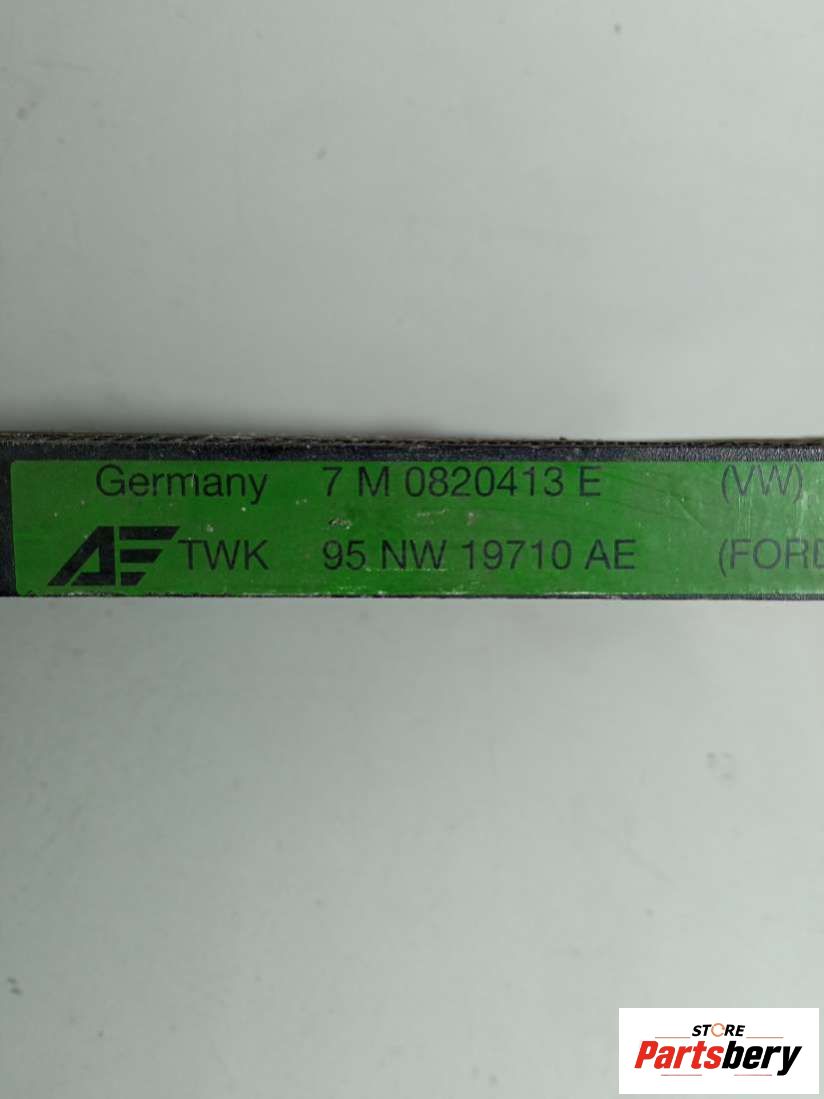 Germany 7 M 0820413 E (VW)
AE TWK 95 NW 19710 AE (FORD
STORE
Partsbery